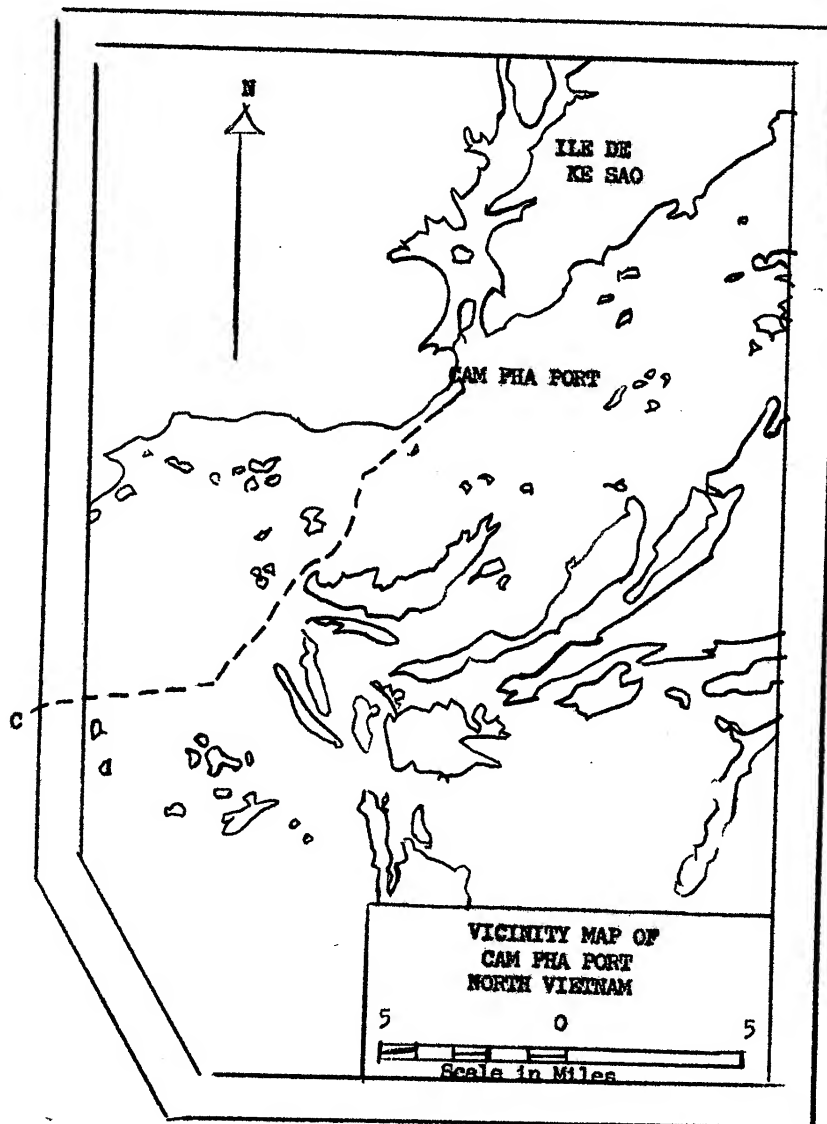 N
ILE DE
KE SAO
CAM PHA PORT
C
VICINITY MAP OF
CAM PHA PORT
NORTH VIETNAM
5 0 5
Scale in Miles